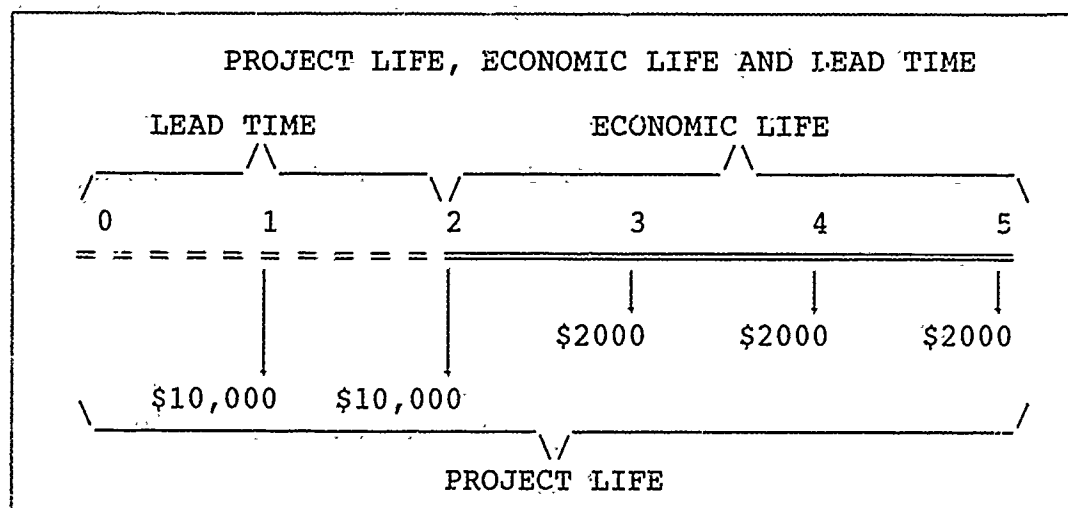 PROJECT LIFE, ECONOMIC LIFE AND LEAD TIME
LEAD TIME ECONOMIC LIFE
0 1 2 3 4 5
$2000 $2000 $2000
$10,000 $10,000
PROJECT LIFE